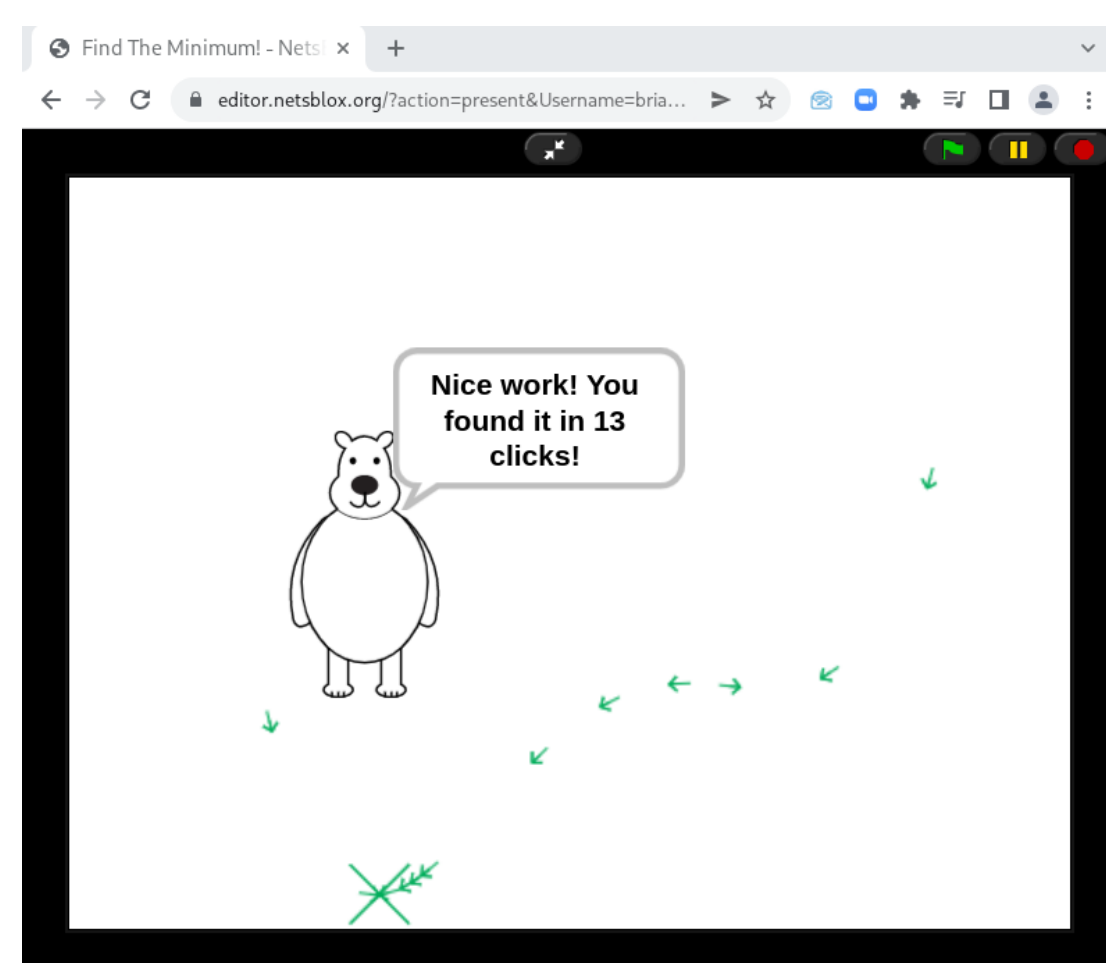 Find The Minimum! - Nets
editor.netsblox.org/?action=present&Username=bria...
Nice work! You
found it in 13
clicks!